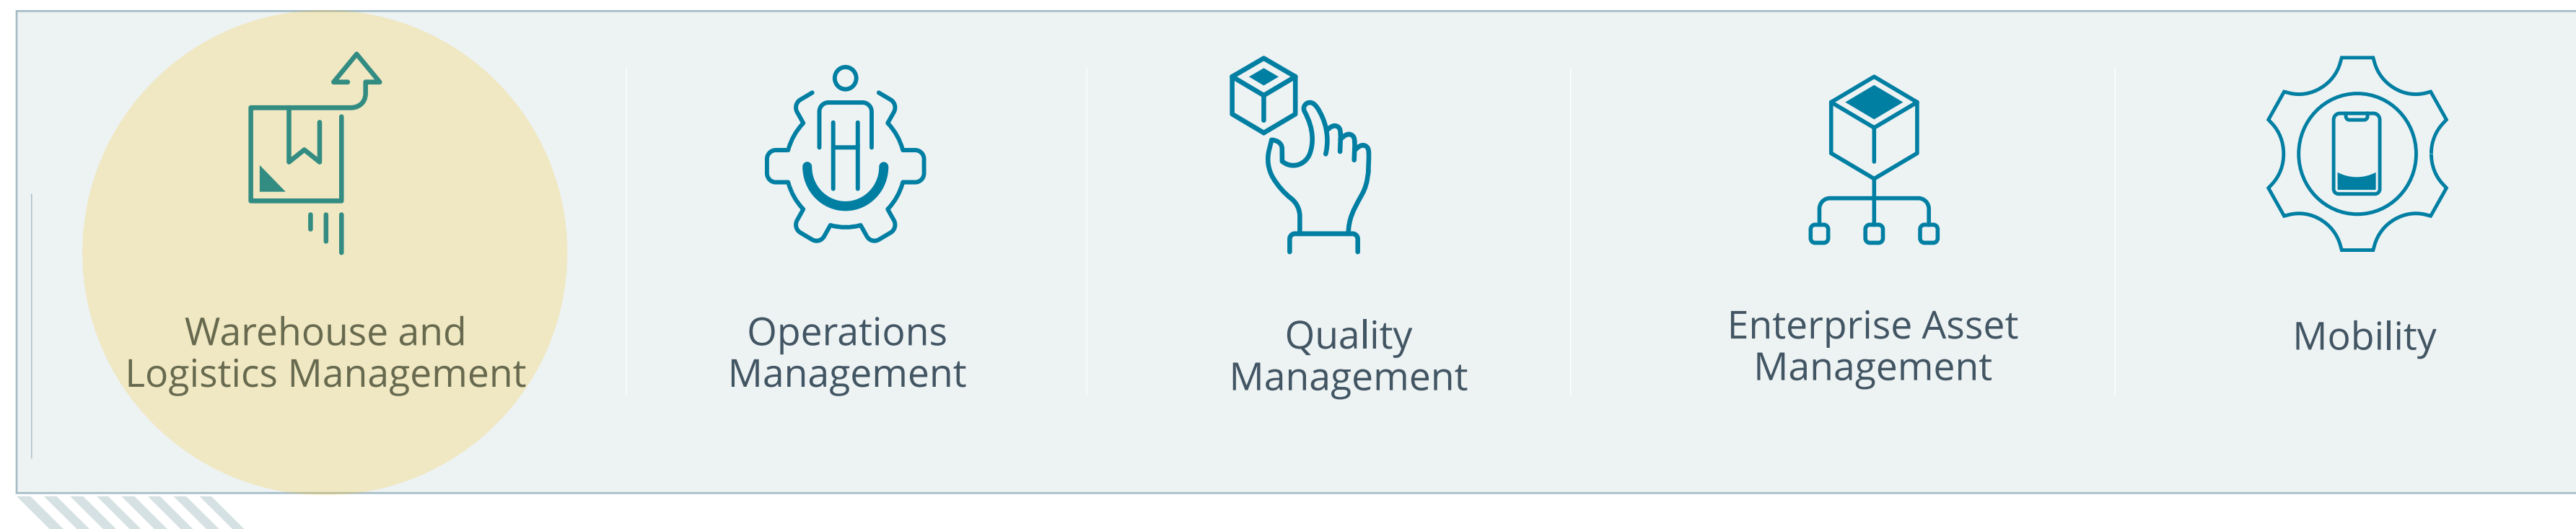 Warehouse and
Logistics Management
Operations
Management
Quality
Management
Enterprise Asset
Management
Mobility